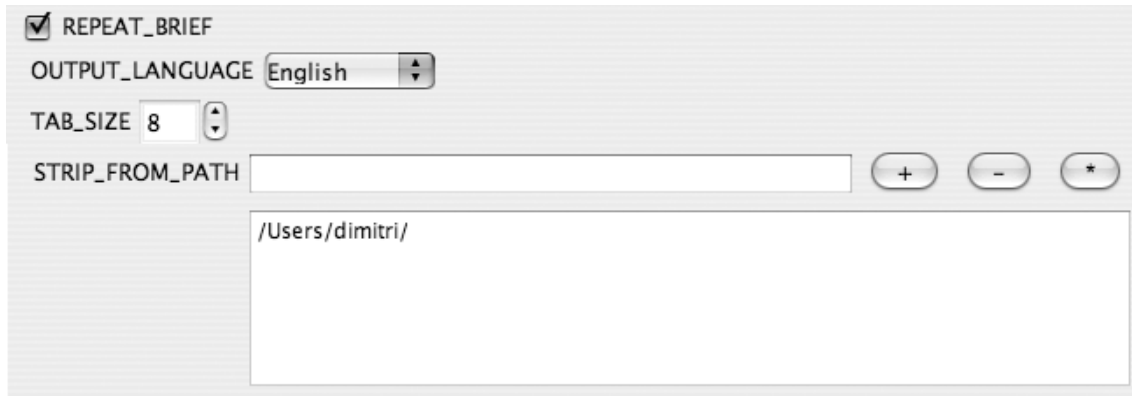 REPEAT_BRIEF
OUTPUT_LANGUAGE English
TAB_SIZE 8
STRIP_FROM_PATH + - *
/Users/dimitri/